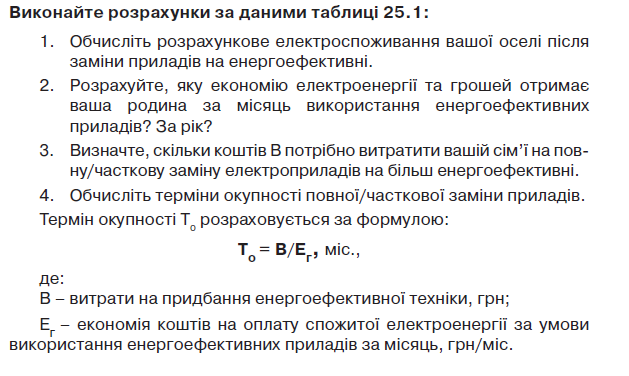 Виконайте розрахунки за даними таблиці 25.1:
1. Обчисліть розрахункове електроспоживання вашої оселі після
заміни приладів на енергоефективні.
2. Розрахуйте, яку економію електроенергії та грошей отримає
ваша родина за місяць використання енергоефективних
приладів? За рік?
3. Визначте, скільки коштів В потрібно витратити вашій сім’ї на пов-
ну/часткову заміну електроприладів на більш енергоефективні.
4. Обчисліть терміни окупності повної/часткової заміни приладів.
Термін окупності Tо розраховується за формулою:
Tо = В/Eг, міс.,
де:
В – витрати на придбання енергоефективної техніки, грн;
Eг – економія коштів на оплату спожитої електроенергії за умови
використання енергоефективних приладів за місяць, грн/міс.